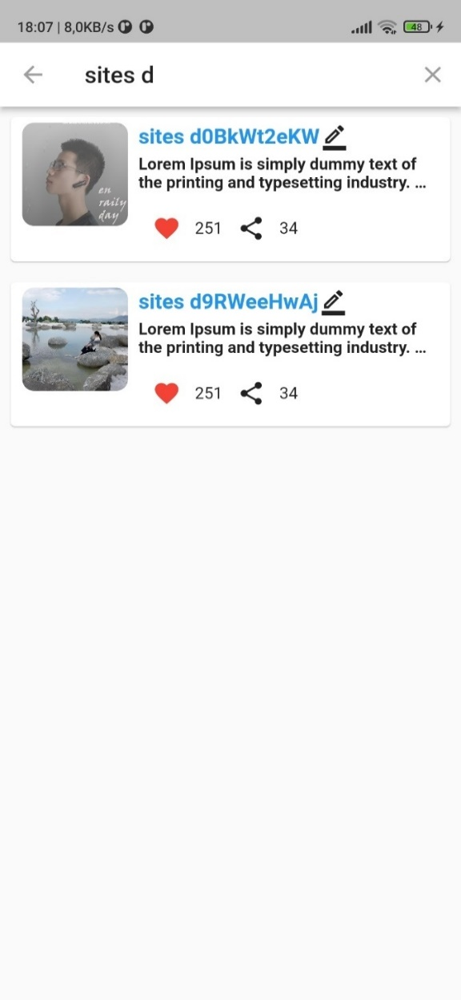 18:07 | 8,0KB/s
48
sites d
sites d0BkWt2eKW
Lorem Ipsum is simply dummy text of
the printing and typesetting industry. ...
en
raily
day
251
34
sites d9RWeeHwAj
Lorem Ipsum is simply dummy text of
the printing and typesetting industry. ...
251
34